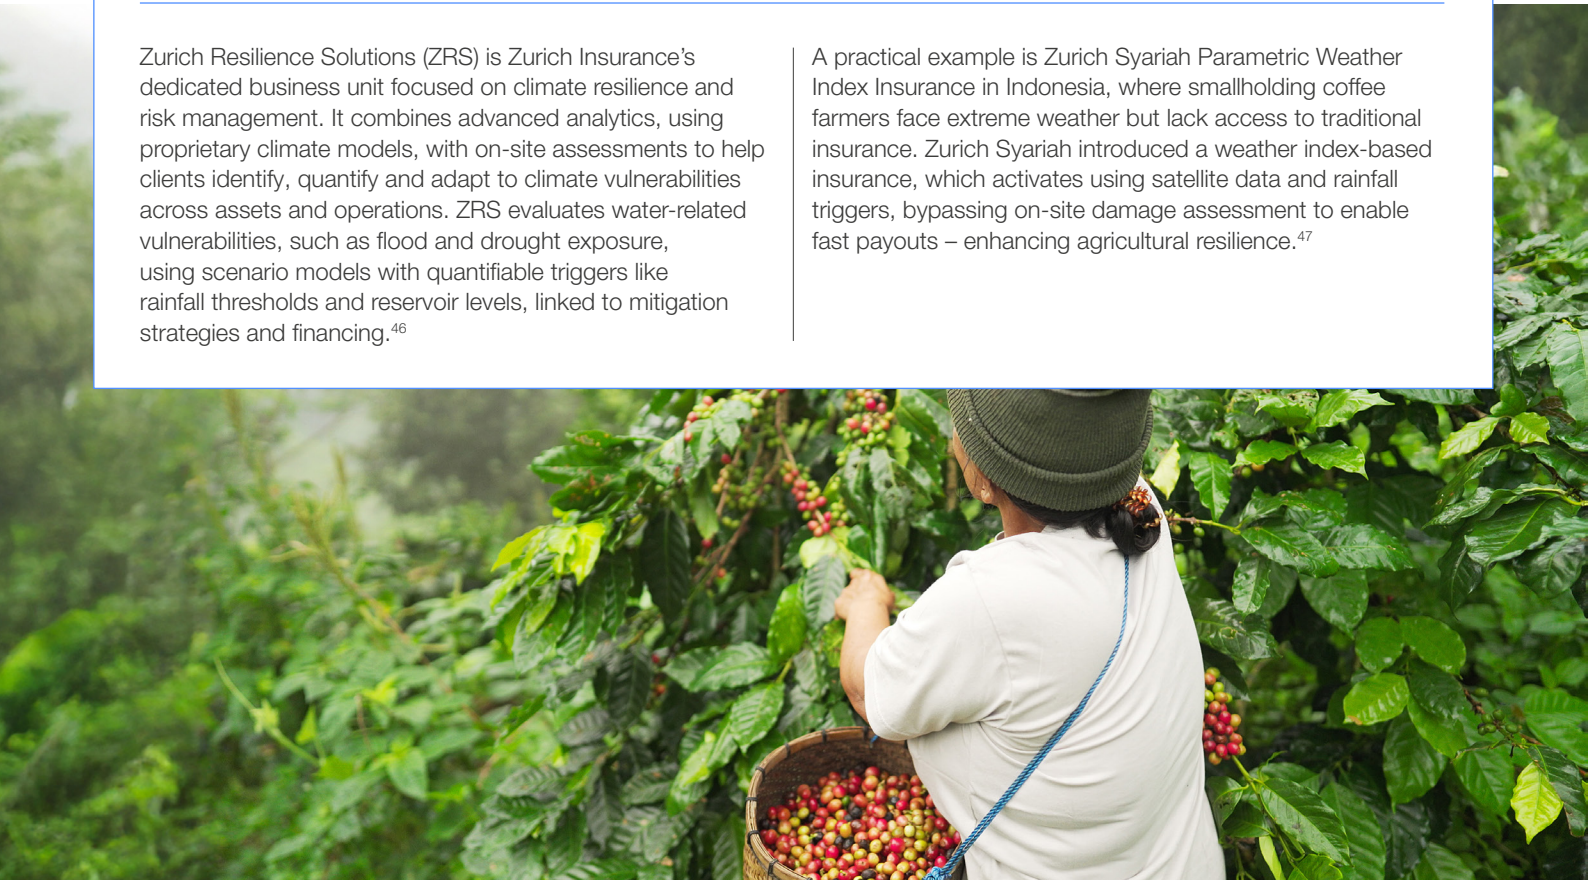 Zurich Resilience Solutions (ZRS) is Zurich Insurance’s
dedicated business unit focused on climate resilience and
risk management. It combines advanced analytics, using
proprietary climate models, with on-site assessments to help
clients identify, quantify and adapt to climate vulnerabilities
across assets and operations. ZRS evaluates water-related
vulnerabilities, such as flood and drought exposure,
using scenario models with quantifiable triggers like
rainfall thresholds and reservoir levels, linked to mitigation
strategies and financing.46
A practical example is Zurich Syariah Parametric Weather
Index Insurance in Indonesia, where smallholding coffee
farmers face extreme weather but lack access to traditional
insurance. Zurich Syariah introduced a weather index-based
insurance, which activates using satellite data and rainfall
triggers, bypassing on-site damage assessment to enable
fast payouts – enhancing agricultural resilience.47